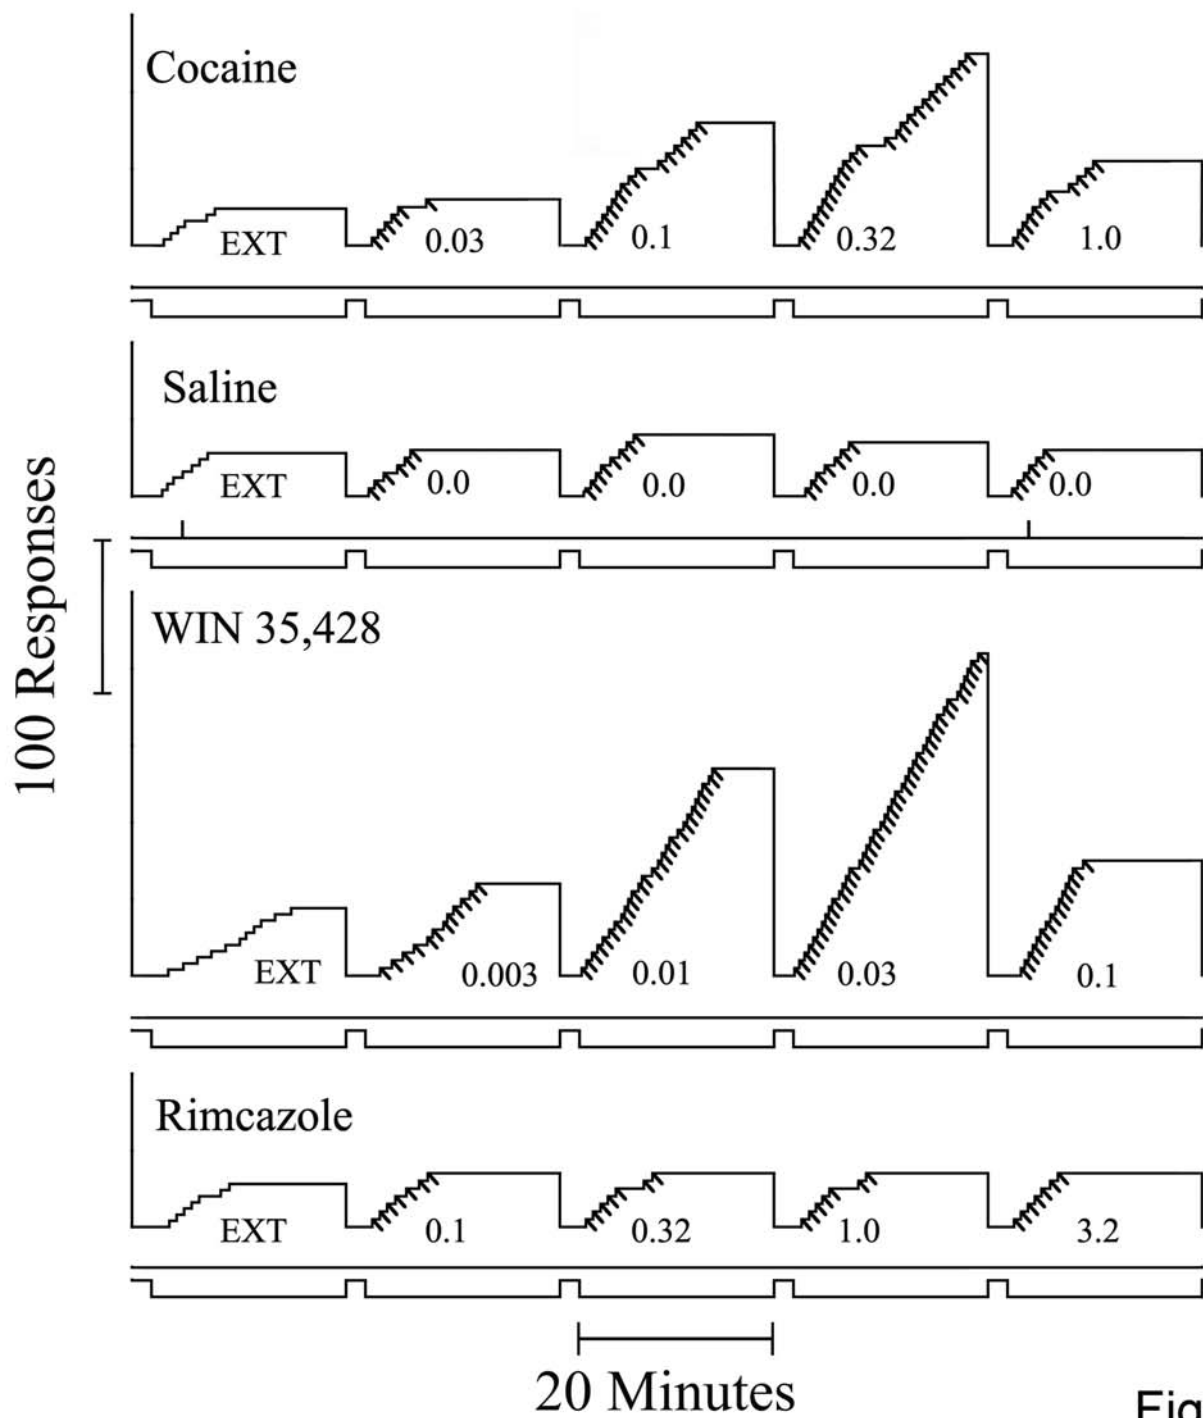 Cocaine
EXT 0.03 0.1 0.32 1.0
Saline
EXT 0.0 0.0 0.0 0.0
100 Responses
WIN 35,428
EXT 0.003 0.01 0.03 0.1
Rimcazole
EXT 0.1 0.32 1.0 3.2
20 Minutes
Fig